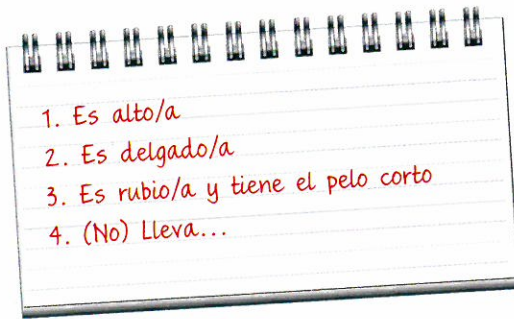 1. Es alto/a
2. Es delgado/a
3. Es rubio/a y tiene el pelo corto
4. (No) Lleva...